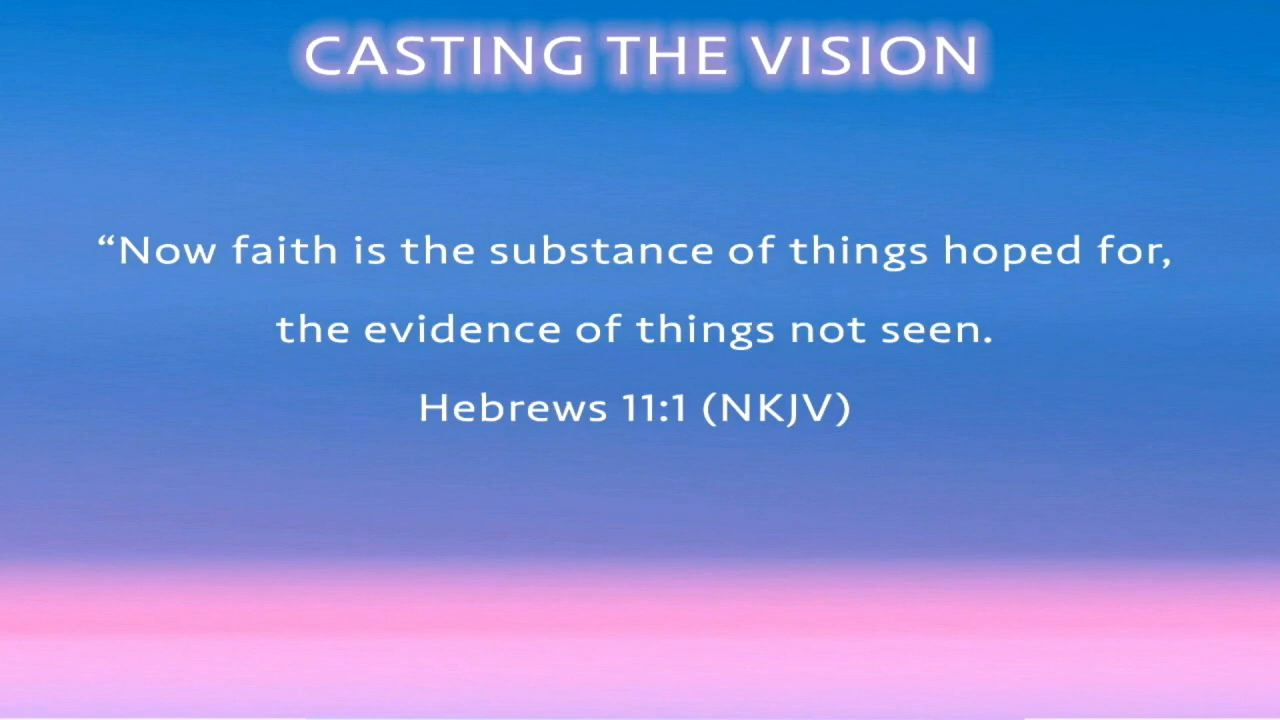 CASTING THE VISION
“Now faith is the substance of things hoped for,
the evidence of things not seen.
Hebrews 11:1 (NKJV)